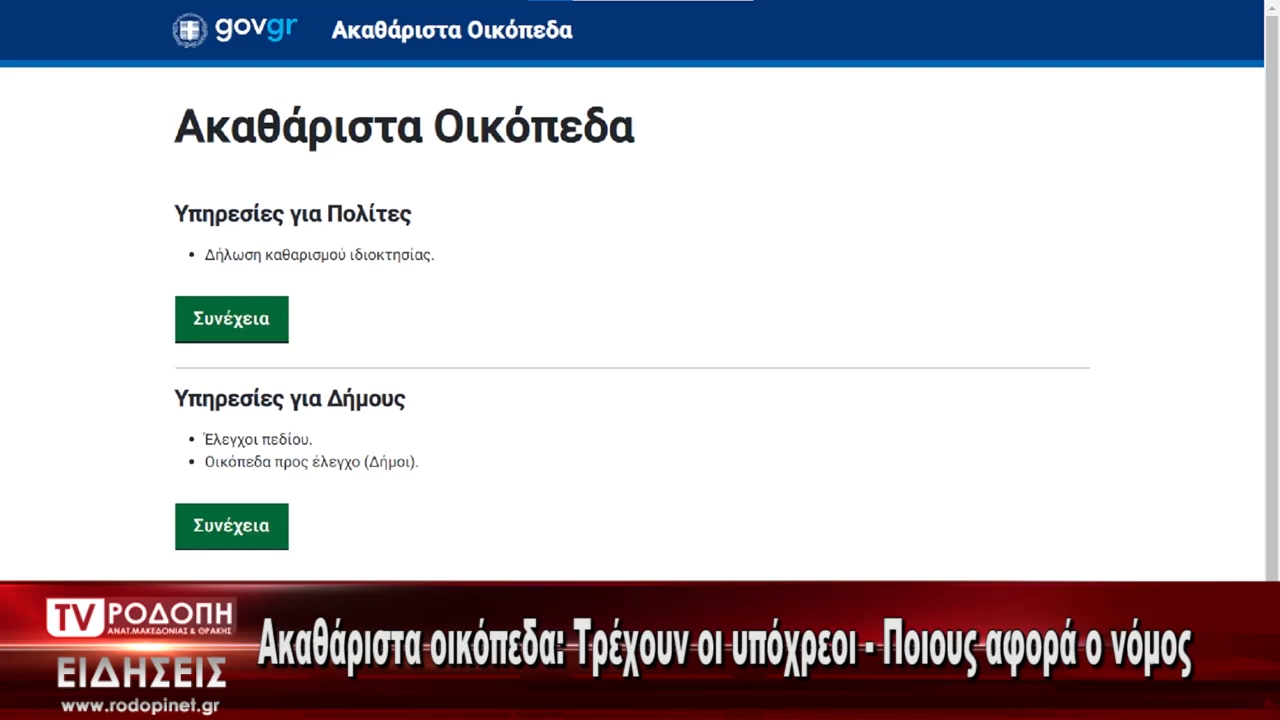 govgr Ακαθάριστα Οικόπεδα
Ακαθάριστα Οικόπεδα
Υπηρεσίες για Πολίτες
• Δήλωση καθαρισμού ιδιοκτησίας.
Συνέχεια
Υπηρεσίες για Δήμους
• Έλεγχοι πεδίου.
• Οικόπεδα προς έλεγχο (Δήμοι).
Συνέχεια
TV ΡΟΔΟΠΗ
ΑΝΑΤ.ΜΑΚΕΔΟΝΙΑΣ & ΘΡΑΚΗΣ
ΕΙΔΗΣΕΙΣ
www.rodopinet.gr
Ακαθάριστα οικόπεδα: Τρέχουν οι υπόχρεοι - Ποιους αφορά ο νόμος